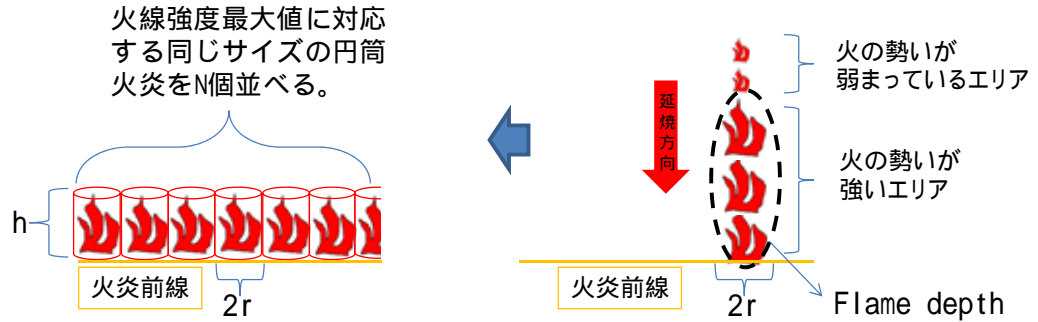 火線強度最大値に対応
する同じサイズの円筒
火炎をN個並べる。
h
火炎前線
2r
延焼方向
火の勢いが
弱まっているエリア
火の勢いが
強いエリア
火炎前線
2r
Flame depth